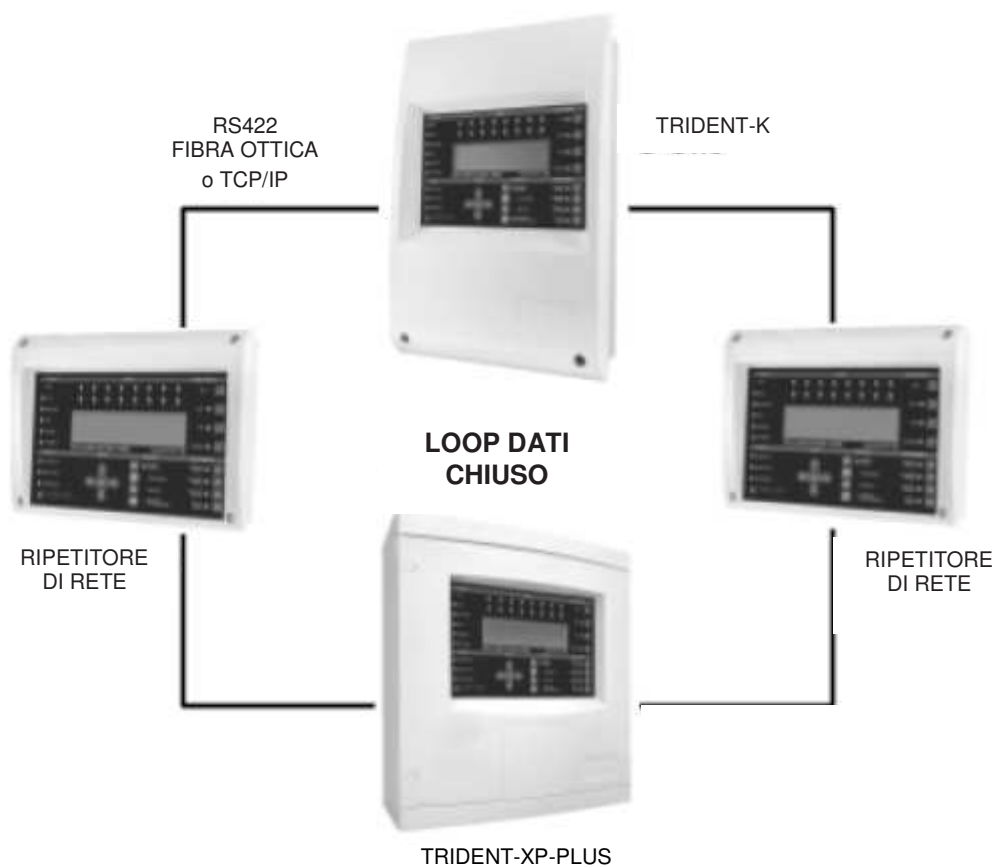 RS422
FIBRA OTTICA
o TCP/IP
TRIDENT-K
LOOP DATI
CHIUSO
RIPETITORE
DI RETE
RIPETITORE
DI RETE
TRIDENT-XP-PLUS